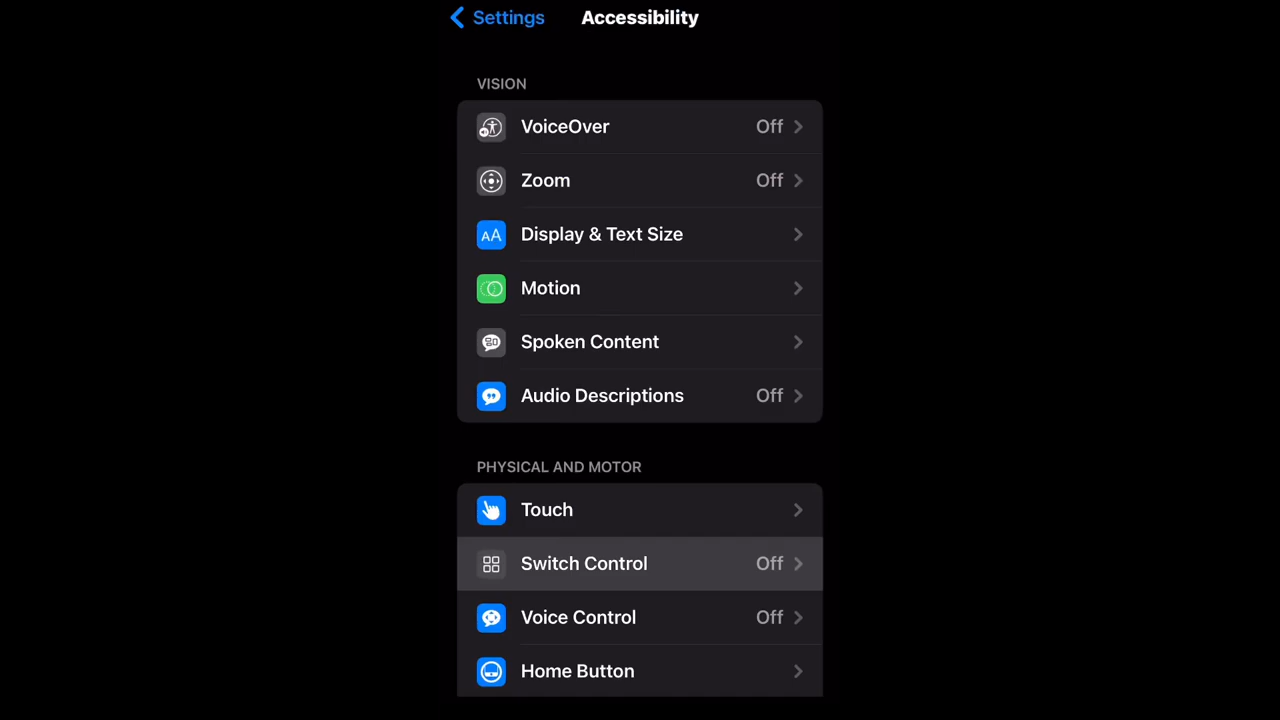 Settings Accessibility
VISION
VoiceOver Off
Zoom Off
Display & Text Size
Motion
Spoken Content
Audio Descriptions Off
PHYSICAL AND MOTOR
Touch
Switch Control Off
Voice Control Off
Home Button